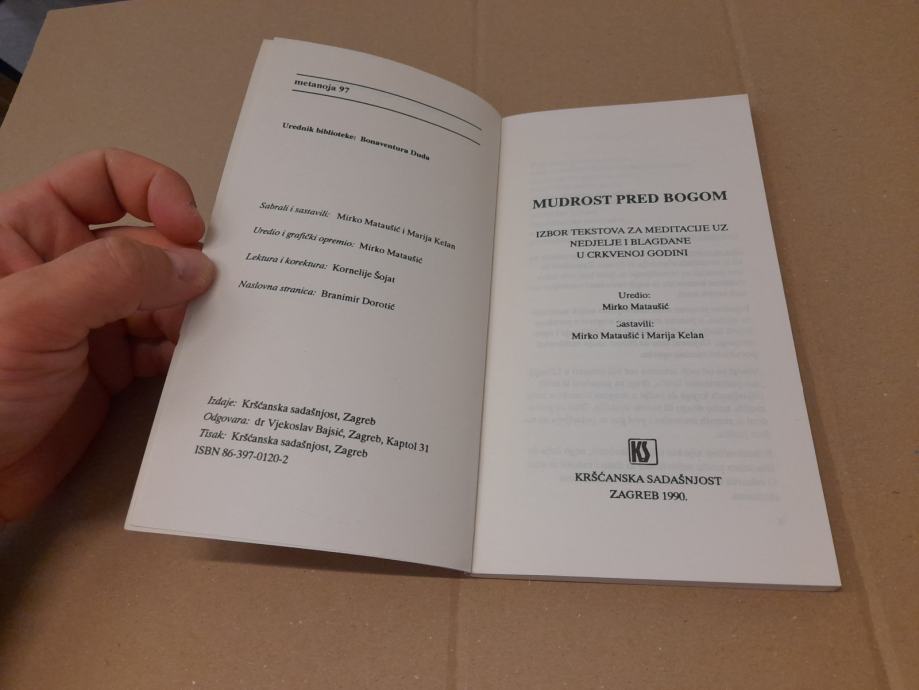 metanoja 97
Urednik biblioteke: Bonaventura Duda
Sabrali i sastavili: Mirko Mataušić i Marija Kelan
Uredio i grafički opremio: Mirko Mataušić
Lektura i korektura: Kornelije Šojat
Naslovna stranica: Branimir Dorotić
Izdaje: Kršćanska sadašnjost, Zagreb
Odgovara: dr Vjekoslav Bajsić, Zagreb, Kaptol 31
Tisak: Kršćanska sadašnjost, Zagreb
ISBN 86-397-0120-2
MUDROST PRED BOGOM
IZBOR TEKSTOVA ZA MEDITACIJE UZ
NEDJELJE I BLAGDANE
U CRKVENOJ GODINI
Uredio:
Mirko Mataušić
Sastavili:
Mirko Mataušić i Marija Kelan
KS
KRŠĆANSKA SADAŠNJOST
ZAGREB 1990.